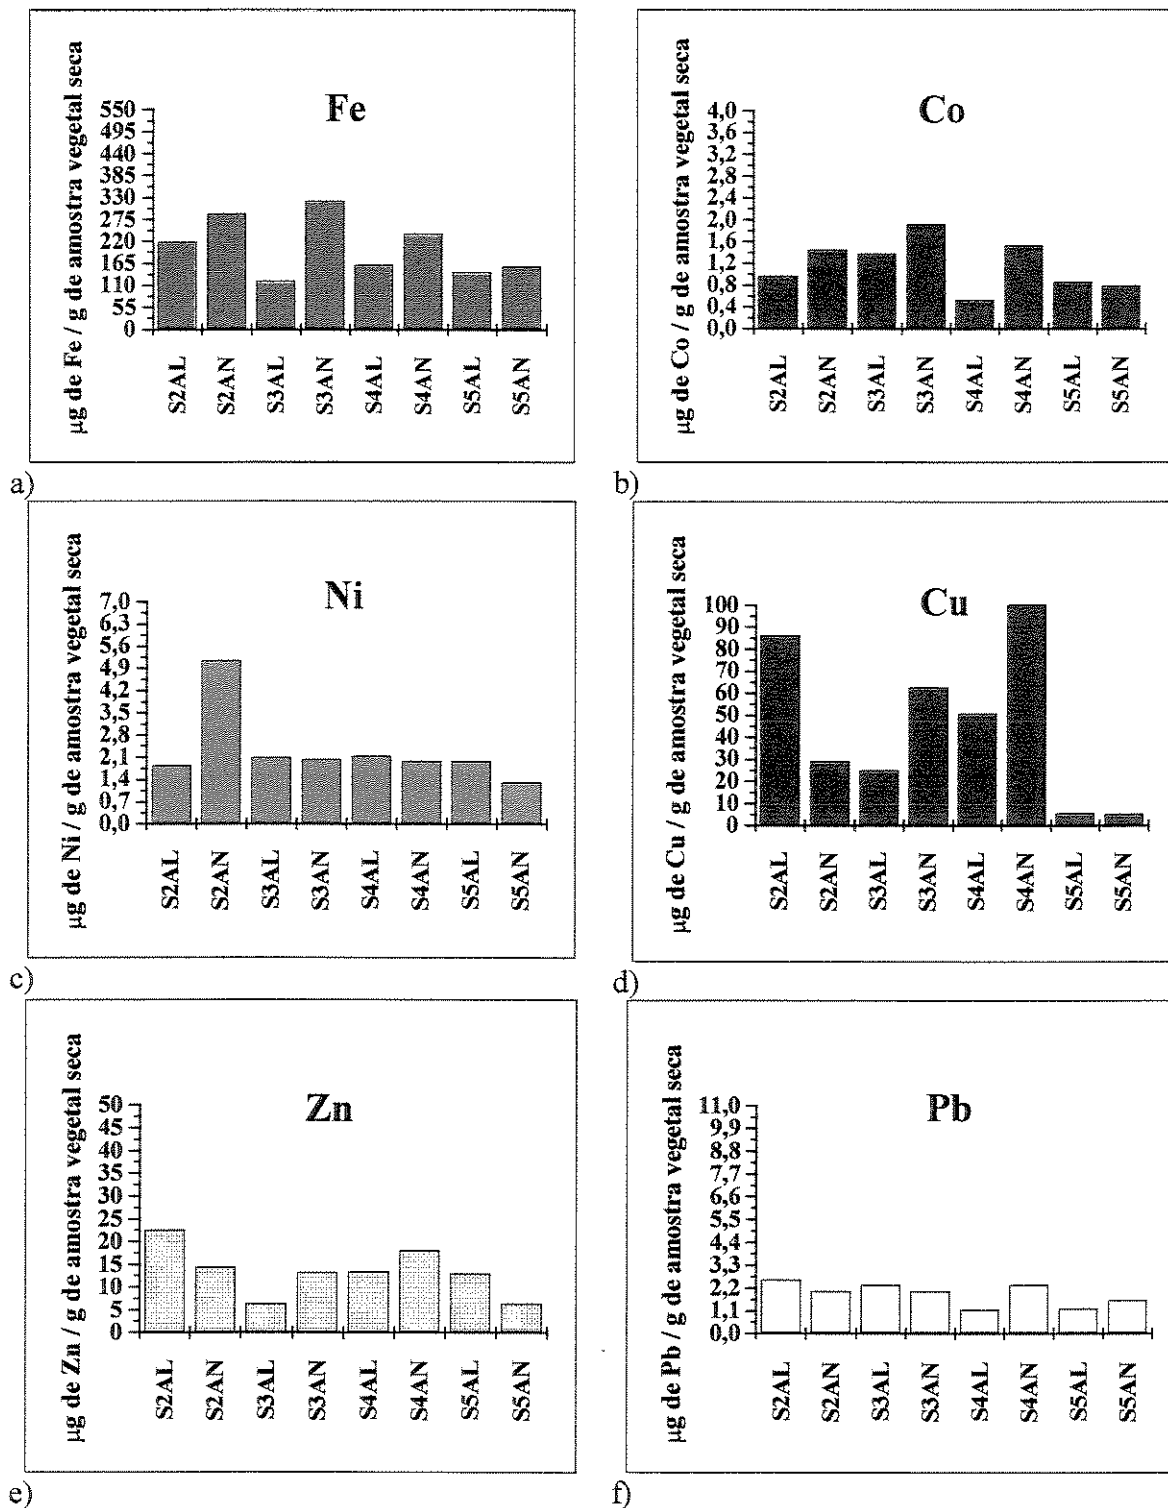 Fe
µg de Fe / g de amostra vegetal seca
550
495
440
385
330
275
220
165
110
55
0
S2AL
S2AN
S3AL
S3AN
S4AL
S4AN
S5AL
S5AN
a)
Co
µg de Co / g de amostra vegetal seca
4,0
3,6
3,2
2,8
2,4
2,0
1,6
1,2
0,8
0,4
0,0
S2AL
S2AN
S3AL
S3AN
S4AL
S4AN
S5AL
S5AN
b)
Ni
µg de Ni / g de amostra vegetal seca
7,0
6,3
5,6
4,9
4,2
3,5
2,8
2,1
1,4
0,7
0,0
S2AL
S2AN
S3AL
S3AN
S4AL
S4AN
S5AL
S5AN
c)
Cu
µg de Cu / g de amostra vegetal seca
100
90
80
70
60
50
40
30
20
10
0
S2AL
S2AN
S3AL
S3AN
S4AL
S4AN
S5AL
S5AN
d)
Zn
µg de Zn / g de amostra vegetal seca
50
45
40
35
30
25
20
15
10
5
0
S2AL
S2AN
S3AL
S3AN
S4AL
S4AN
S5AL
S5AN
e)
Pb
µg de Pb / g de amostra vegetal seca
11,0
9,9
8,8
7,7
6,6
5,5
4,4
3,3
2,2
1,1
0,0
S2AL
S2AN
S3AL
S3AN
S4AL
S4AN
S5AL
S5AN
f)